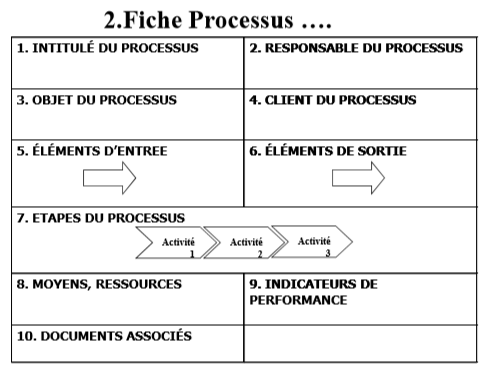 2.Fiche Processus ….
1. INTITULÉ DU PROCESSUS
2. RESPONSABLE DU PROCESSUS
3. OBJET DU PROCESSUS
4. CLIENT DU PROCESSUS
5. ÉLÉMENTS D'ENTREE
6. ÉLÉMENTS DE SORTIE
7. ETAPES DU PROCESSUS
Activité
1
Activité
2
Activité
3
8. MOYENS, RESSOURCES
9. INDICATEURS DE
PERFORMANCE
10. DOCUMENTS ASSOCIÉS